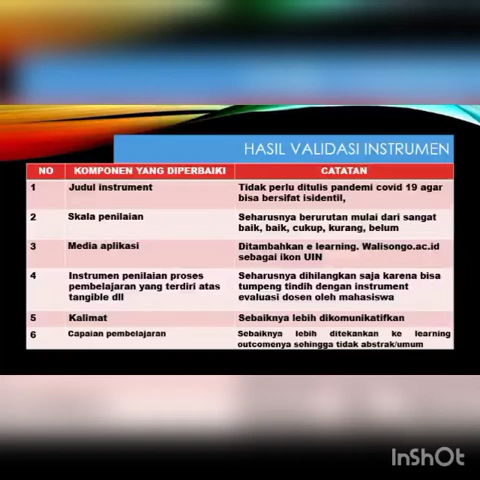 HASIL VALIDASI INSTRUMEN
NO KOMPONEN YANG DIPERBAIKI CATATAN
1 Judul instrument Tidak perlu ditulis pandemi covid 19 agar
bisa bersifat isidentil,
2 Skala penilaian Seharusnya berurutan mulai dari sangat
baik, baik, cukup, kurang, belum
3 Media aplikasi Ditambahkan e learning. Walisongo.ac.id
sebagai ikon UIN
4 Instrumen penilaian proses Seharusnya dihilangkan saja karena bisa
pembelajaran yang terdiri atas tumpeng tindih dengan instrument
tangible dll evaluasi dosen oleh mahasiswa
5 Kalimat Sebaiknya lebih dikomunikatifkan
6 Capaian pembelajaran Sebaiknya lebih ditekankan ke learning
outcomenya sehingga tidak abstrak/umum
InShOt